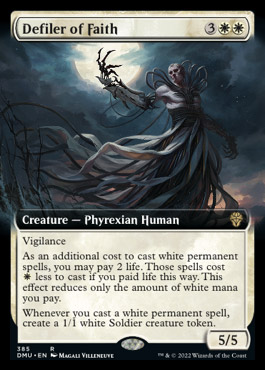 Defiler of Faith 3
Creature — Phyrexian Human
Vigilance
As an additional cost to cast white permanent
spells, you may pay 2 life. Those spells cost
less to cast if you paid life this way. This
effect reduces only the amount of white mana
you pay.
Whenever you cast a white permanent spell,
create a 1/1 white Soldier creature token.
5/5
385 R
DMU • EN MAGALI VILLENEUVE
™ & © 2022 Wizards of the Coast